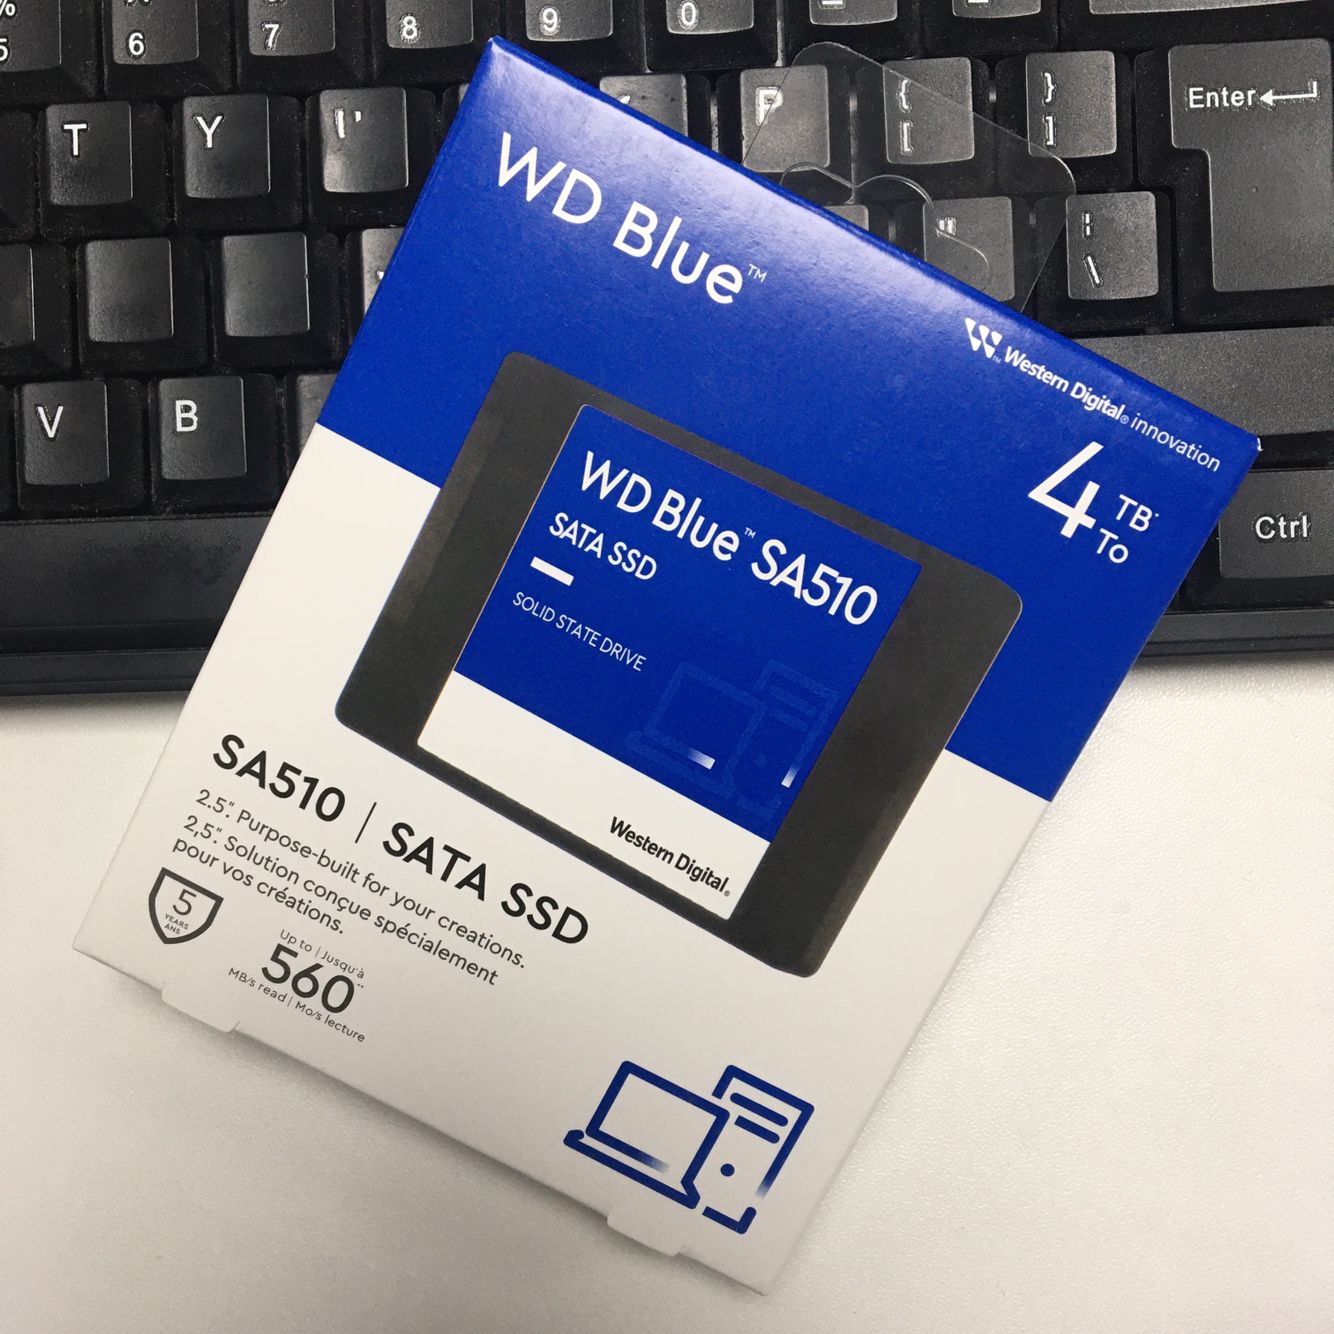 %
5
6
7
8
9
0
P
{
[
}
]
Enter
T
Y
"
:
\
V
B
Ctrl
WD Blue™
Western Digital® innovation
4 TB*
To
WD Blue™ SA510
SATA SSD
SOLID STATE DRIVE
Western Digital®
SA510 | SATA SSD
2.5". Purpose-built for your creations.
2,5". Solution conçue spécialement
pour vos créations.
5
YEARS
ANS
Up to | Jusqu'à
560**
MB/s read | Mo/s lecture